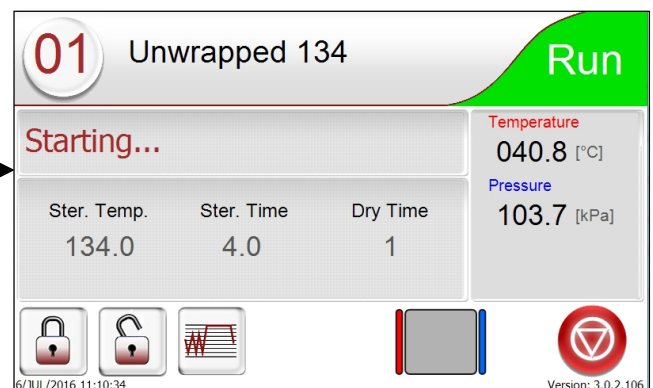 01 Unwrapped 134 Run
Starting...
Temperature
040.8 [°C]
Pressure
103.7 [kPa]
Ster. Temp. Ster. Time Dry Time
134.0 4.0 1
6/JUL/2016 11:10:34 Version: 3.0.2.106